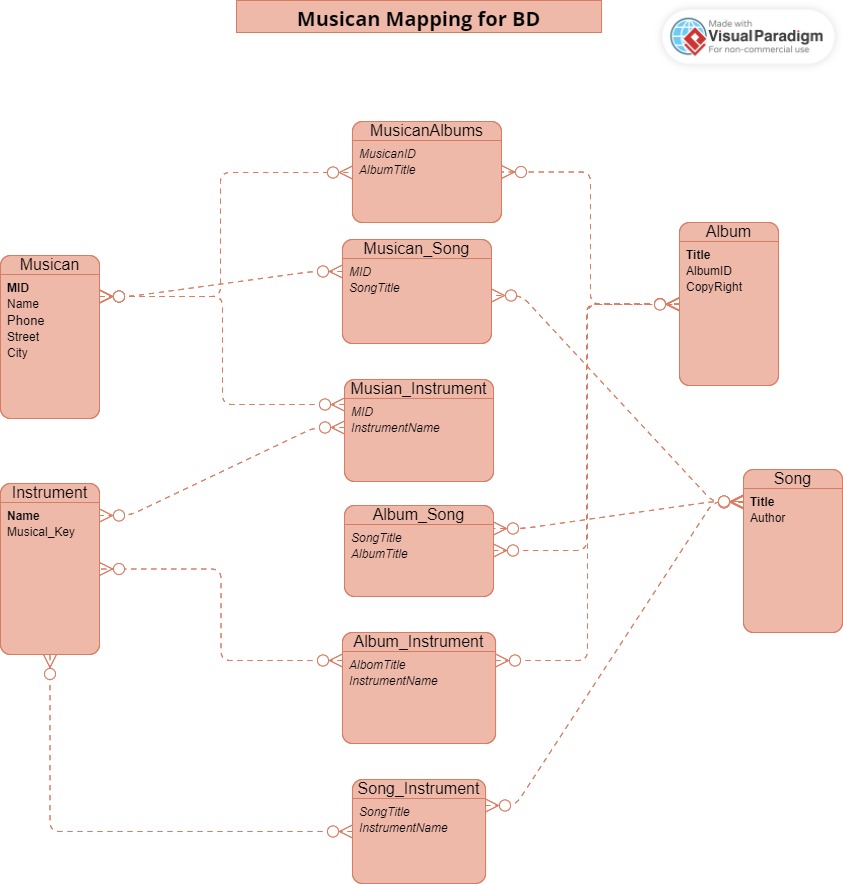 Musican Mapping for BD
Made with
VisualParadigm
For non-commercial use
MusicanAlbums
MusicanID
AlbumTitle
Musican
MID
Name
Phone
Street
City
Musican_Song
MID
SongTitle
Album
Title
AlbumID
CopyRight
Musian_Instrument
MID
InstrumentName
Instrument
Name
Musical_Key
Album_Song
SongTitle
AlbumTitle
Song
Title
Author
Album_Instrument
AlbomTitle
InstrumentName
Song_Instrument
SongTitle
InstrumentName